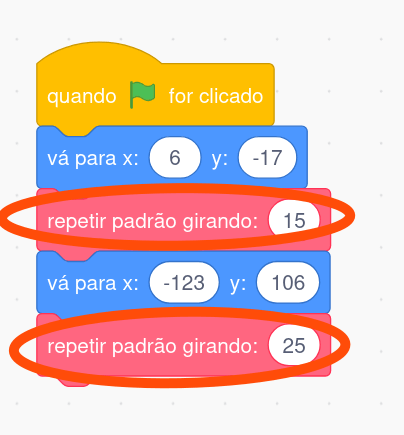 quando for clicado
vá para x: 6 y: -17
repetir padrão girando: 15
vá para x: -123 y: 106
repetir padrão girando: 25